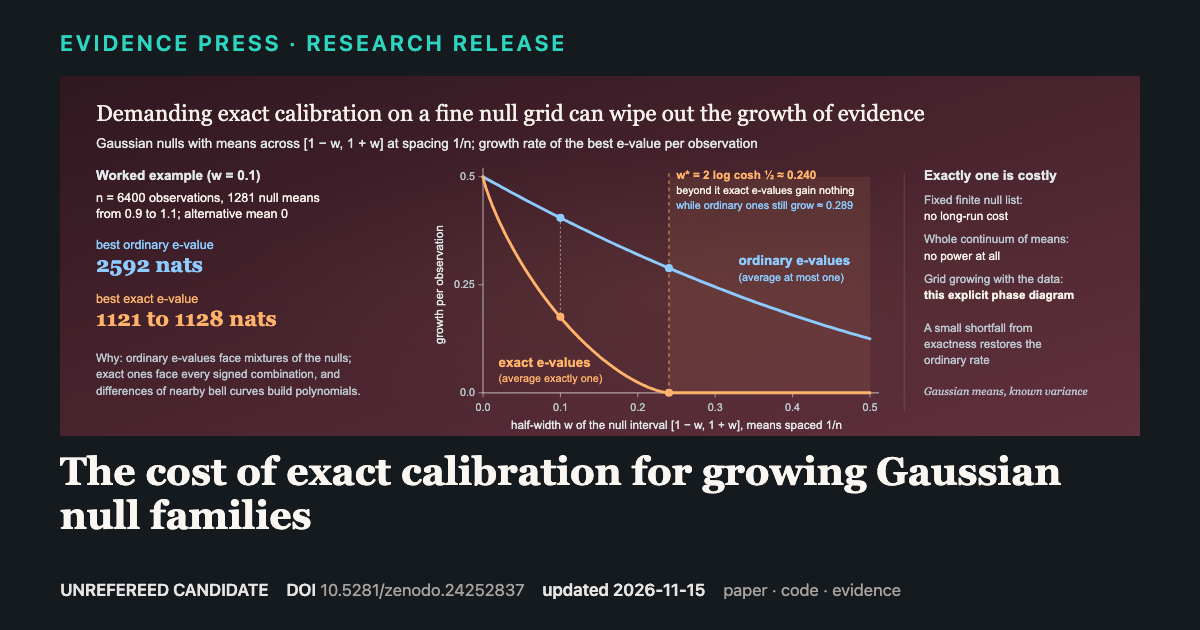 EVIDENCE PRESS · RESEARCH RELEASE
Demanding exact calibration on a fine null grid can wipe out the growth of evidence
Gaussian nulls with means across [1 − w, 1 + w] at spacing 1/n; growth rate of the best e-value per observation
Worked example (w = 0.1)
n = 6400 observations, 1281 null means
from 0.9 to 1.1; alternative mean 0
best ordinary e-value
2592 nats
best exact e-value
1121 to 1128 nats
Why: ordinary e-values face mixtures of the nulls;
exact ones face every signed combination, and
differences of nearby bell curves build polynomials.
growth per observation
0.5
0.25
0.0
w* = 2 log cosh ½ ≈ 0.240
beyond it exact e-values gain nothing
while ordinary ones still grow ≈ 0.289
ordinary e-values
(average at most one)
exact e-values
(average exactly one)
0.0 0.1 0.2 0.3 0.4 0.5
half-width w of the null interval [1 − w, 1 + w], means spaced 1/n
Exactly one is costly
Fixed finite null list:
no long-run cost
Whole continuum of means:
no power at all
Grid growing with the data:
this explicit phase diagram
A small shortfall from
exactness restores the
ordinary rate
Gaussian means, known variance
The cost of exact calibration for growing Gaussian
null families
UNREFEREED CANDIDATE DOI 10.5281/zenodo.24252837 updated 2026-11-15 paper · code · evidence